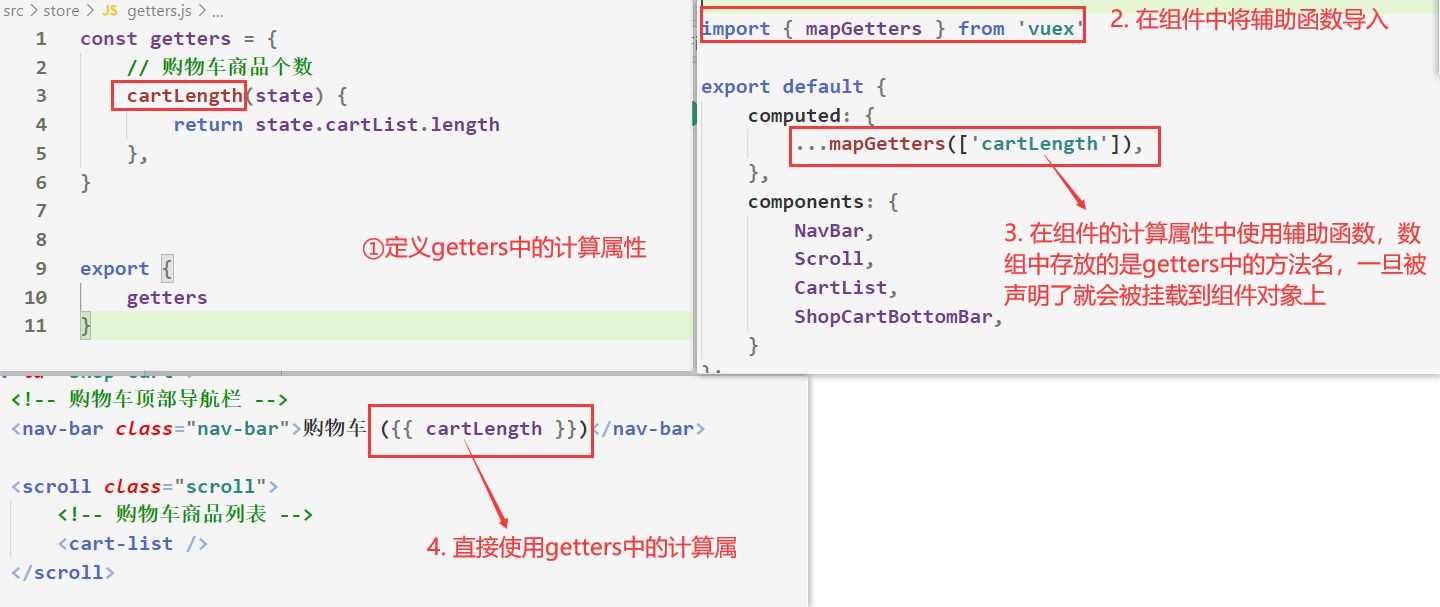 src > store > JS getters.js > ...
1 const getters = {
2 // 购物车商品个数
3 cartLength(state) {
4 return state.cartList.length
5 },
6 }
7
8
9 export {
10 getters
11 }
①定义getters中的计算属性
import { mapGetters } from 'vuex'
2. 在组件中将辅助函数导入
export default {
computed: {
...mapGetters(['cartLength']),
},
components: {
NavBar,
Scroll,
CartList,
ShopCartBottomBar,
}
3. 在组件的计算属性中使用辅助函数，数
组中存放的是getters中的方法名，一旦被
声明了就会被挂载到组件对象上
<!-- 购物车顶部导航栏 -->
<nav-bar class="nav-bar">购物车 ({{ cartLength }})</nav-bar>
<scroll class="scroll">
<!-- 购物车商品列表 -->
<cart-list />
</scroll>
4. 直接使用getters中的计算属